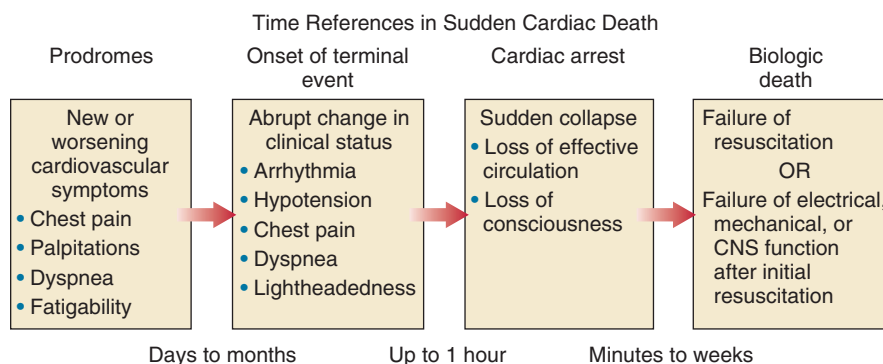 Time References in Sudden Cardiac Death
Prodromes
New or
worsening
cardiovascular
symptoms
• Chest pain
• Palpitations
• Dyspnea
• Fatigability
Onset of terminal
event
Abrupt change in
clinical status
• Arrhythmia
• Hypotension
• Chest pain
• Dyspnea
• Lightheadedness
Cardiac arrest
Sudden collapse
• Loss of effective
circulation
• Loss of
consciousness
Biologic
death
Failure of
resuscitation
OR
Failure of electrical,
mechanical, or
CNS function
after initial
resuscitation
Days to months
Up to 1 hour
Minutes to weeks